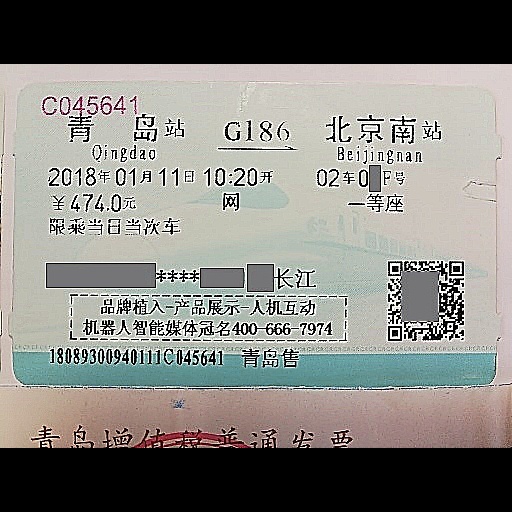 C045641
青 岛站 G186 北京南站
Qingdao Beijingnan
2018年01月11日10:20开 02车0 F号
￥474.0元 网 一等座
限乘当日当次车
**** 长江
品牌植入-产品展示-人机互动
机器人智能媒体冠名400-666-7974
18089300940111C045641 青岛售
青岛增值税普通发票